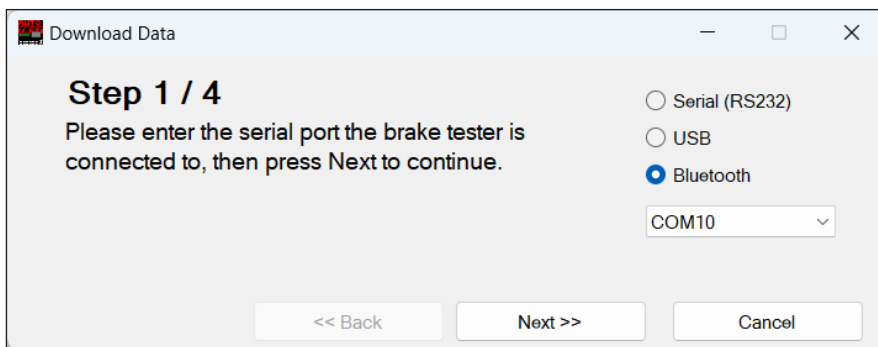 Download Data
Step 1 / 4
Please enter the serial port the brake tester is
connected to, then press Next to continue.
Serial (RS232)
USB
Bluetooth
COM10
<< Back
Next >>
Cancel